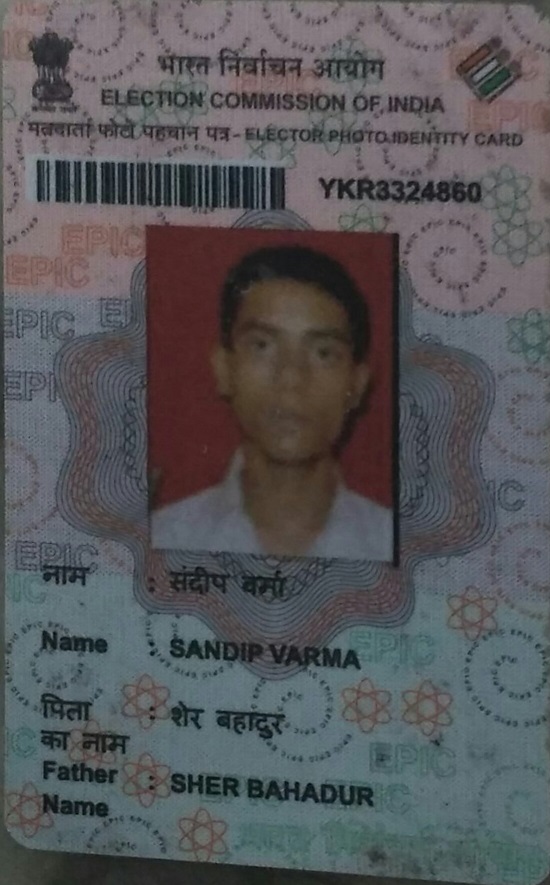 भारत निर्वाचन आयोग
ELECTION COMMISSION OF INDIA
मतदाता फोटो पहचान पत्र - ELECTOR PHOTO IDENTITY CARD
YKR3324860
नाम : संदीप वर्मा
Name : SANDIP VARMA
पिता : शेर बहादुर
का नाम
Father : SHER BAHADUR
Name